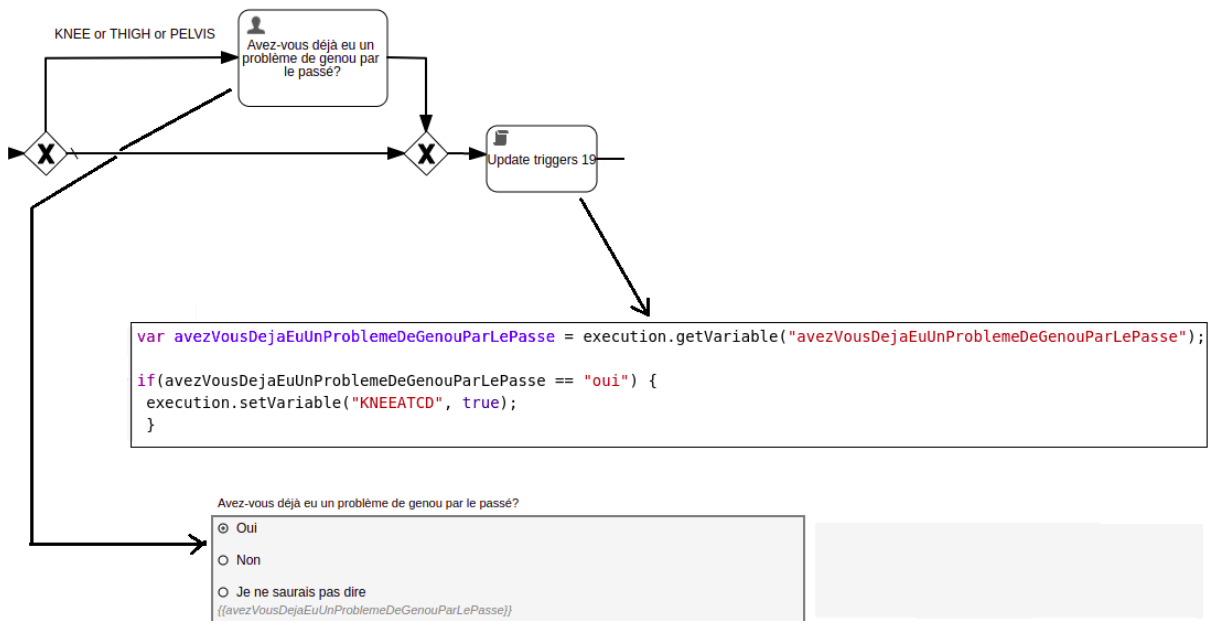 KNEE or THIGH or PELVIS
Avez-vous déjà eu un
problème de genou par
le passé?
X
X
Update triggers 19
var avezVousDejaEuUnProblemeDeGenouParLePasse = execution.getVariable("avezVousDejaEuUnProblemeDeGenouParLePasse");
if(avezVousDejaEuUnProblemeDeGenouParLePasse == "oui") {
execution.setVariable("KNEEATCD", true);
}
Avez-vous déjà eu un problème de genou par le passé?
Oui
Non
Je ne saurais pas dire
{{avezVousDejaEuUnProblemeDeGenouParLePasse}}